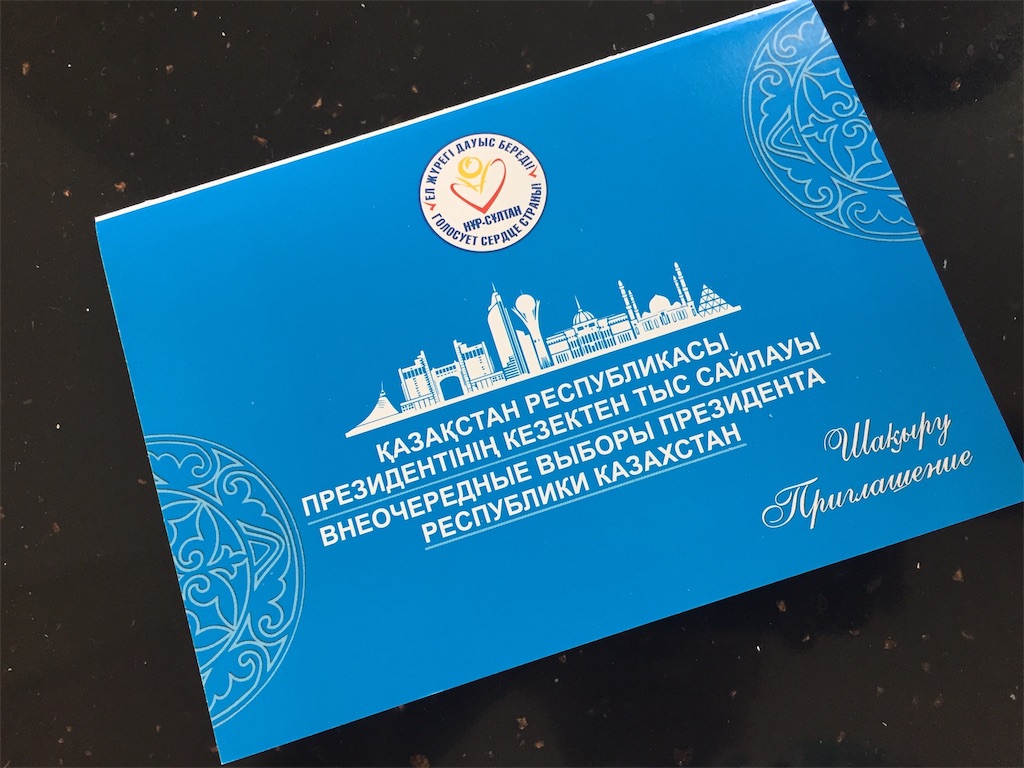 ЕЛ ЖҮРЕГІ ДАУЫС БЕРЕДІ!
НҰР-СҰЛТАН
ГОЛОСУЕТ СЕРДЦЕ СТРАНЫ!
ҚАЗАҚСТАН РЕСПУБЛИКАСЫ
ПРЕЗИДЕНТІНІҢ КЕЗЕКТЕН ТЫС САЙЛАУЫ
ВНЕОЧЕРЕДНЫЕ ВЫБОРЫ ПРЕЗИДЕНТА
РЕСПУБЛИКИ КАЗАХСТАН
Шақыру
Приглашение